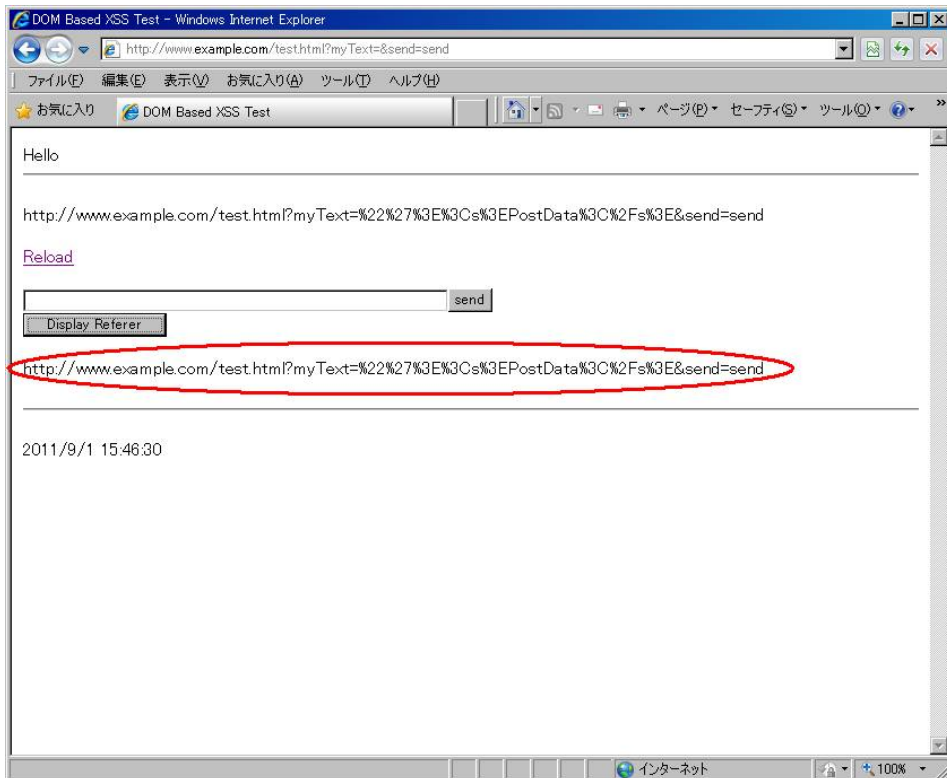 DOM Based XSS Test - Windows Internet Explorer
http://www.example.com/test.html?myText=&send=send
ファイル(F) 編集(E) 表示(V) お気に入り(A) ツール(T) ヘルプ(H)
お気に入り DOM Based XSS Test ページ(P) セーフティ(S) ツール(O) »
Hello
http://www.example.com/test.html?myText=%22%27%3E%3Cs%3EPostData%3C%2Fs%3E&send=send
Reload
send
Display Referer
http://www.example.com/test.html?myText=%22%27%3E%3Cs%3EPostData%3C%2Fs%3E&send=send
2011/9/1 15:46:30
インターネット 100%